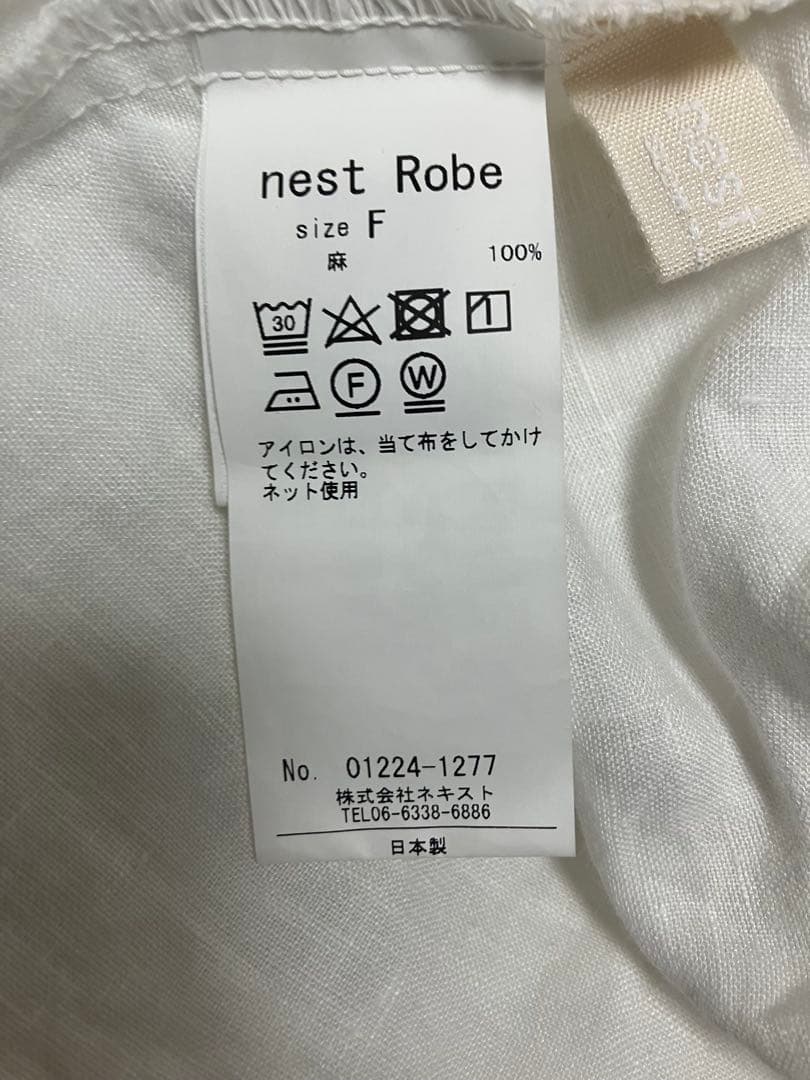 nest Robe
size F
麻 100%
30
F W
アイロンは、当て布をしてかけ
てください。
ネット使用
No. 01224-1277
株式会社ネキスト
TEL06-6338-6886
日本製
nest